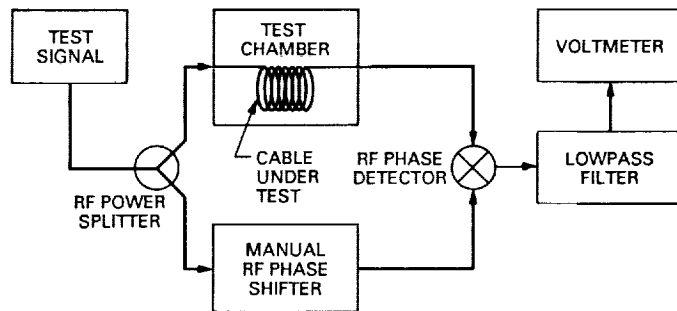 TEST
SIGNAL
TEST
CHAMBER
VOLTMETER
CABLE
UNDER
TEST
RF PHASE
DETECTOR
LOWPASS
FILTER
RF POWER
SPLITTER
MANUAL
RF PHASE
SHIFTER